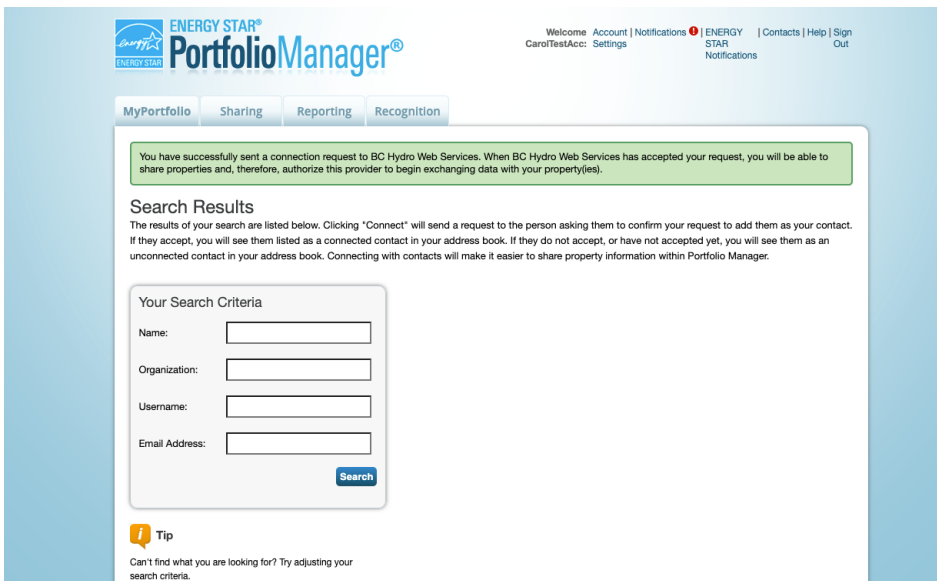 ENERGY STAR®
PortfolioManager®
energy
ENERGY STAR
Welcome CarolTestAcc:
Account Settings | Notifications | ENERGY STAR Notifications | Contacts | Help | Sign Out
MyPortfolio Sharing Reporting Recognition
You have successfully sent a connection request to BC Hydro Web Services. When BC Hydro Web Services has accepted your request, you will be able to
share properties and, therefore, authorize this provider to begin exchanging data with your property(ies).
Search Results
The results of your search are listed below. Clicking "Connect" will send a request to the person asking them to confirm your request to add them as your contact.
If they accept, you will see them listed as a connected contact in your address book. If they do not accept, or have not accepted yet, you will see them as an
unconnected contact in your address book. Connecting with contacts will make it easier to share property information within Portfolio Manager.
Your Search Criteria
Name:
Organization:
Username:
Email Address:
Search
Tip
Can't find what you are looking for? Try adjusting your
search criteria.